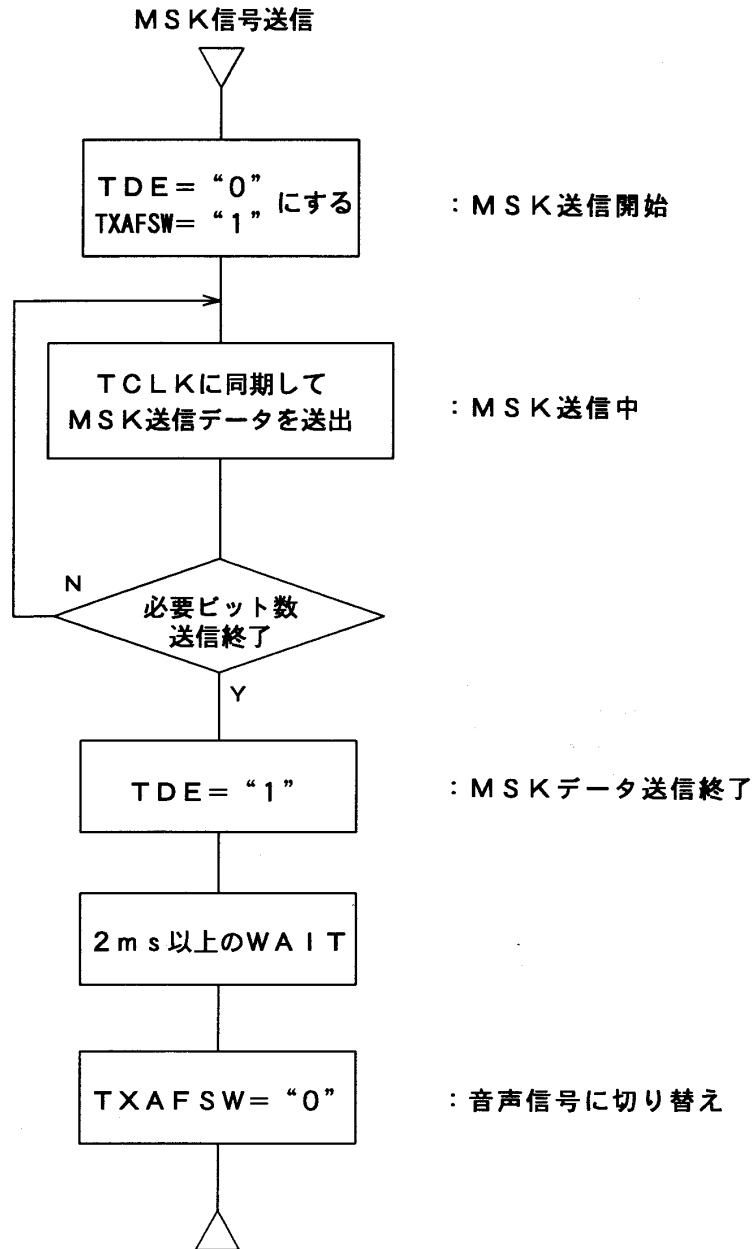 MSK信号送信
TDE=“0”
TXAFSW=“1”
にする
：MSK送信開始
TCLKに同期して
MSK送信データを送出
：MSK送信中
N
必要ビット数
送信終了
Y
TDE=“1”
：MSKデータ送信終了
2ms以上のWAIT
TXAFSW=“0”
：音声信号に切り替え